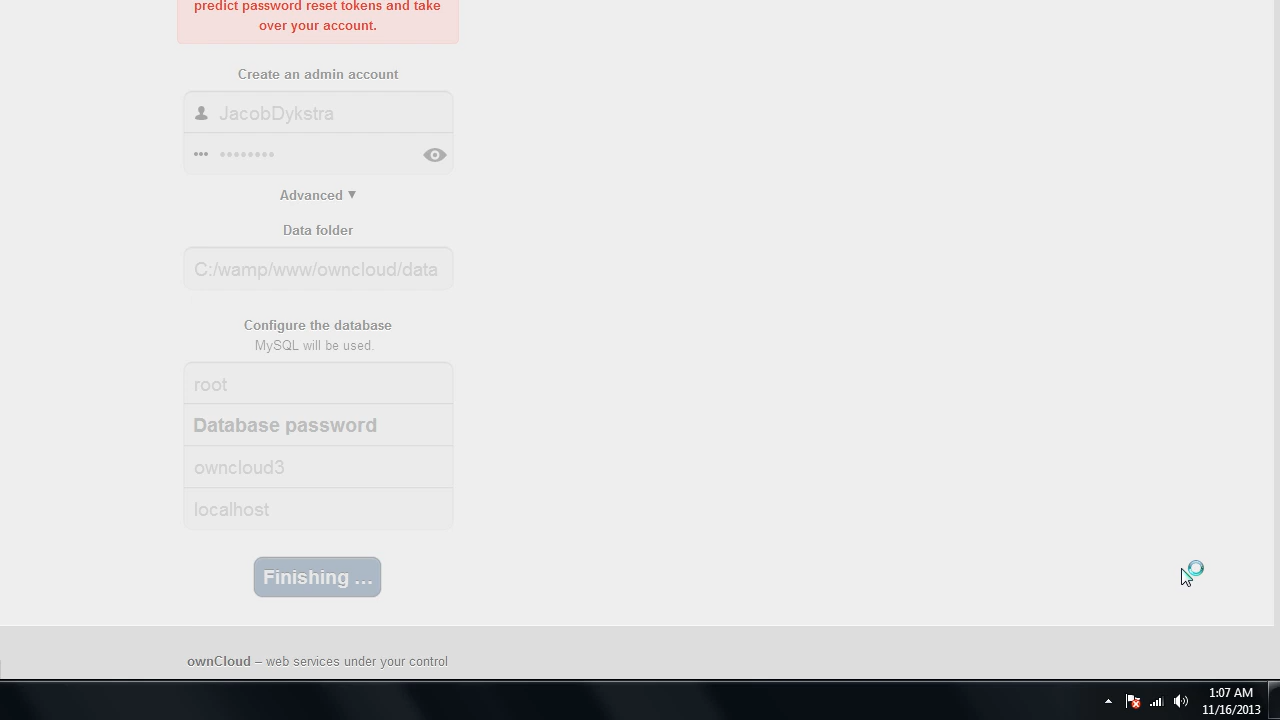 predict password reset tokens and take
over your account.
Create an admin account
JacobDykstra
••••••••
Advanced ▼
Data folder
C:/wamp/www/owncloud/data
Configure the database
MySQL will be used.
root
Database password
owncloud3
localhost
Finishing ...
ownCloud – web services under your control
1:07 AM
11/16/2013